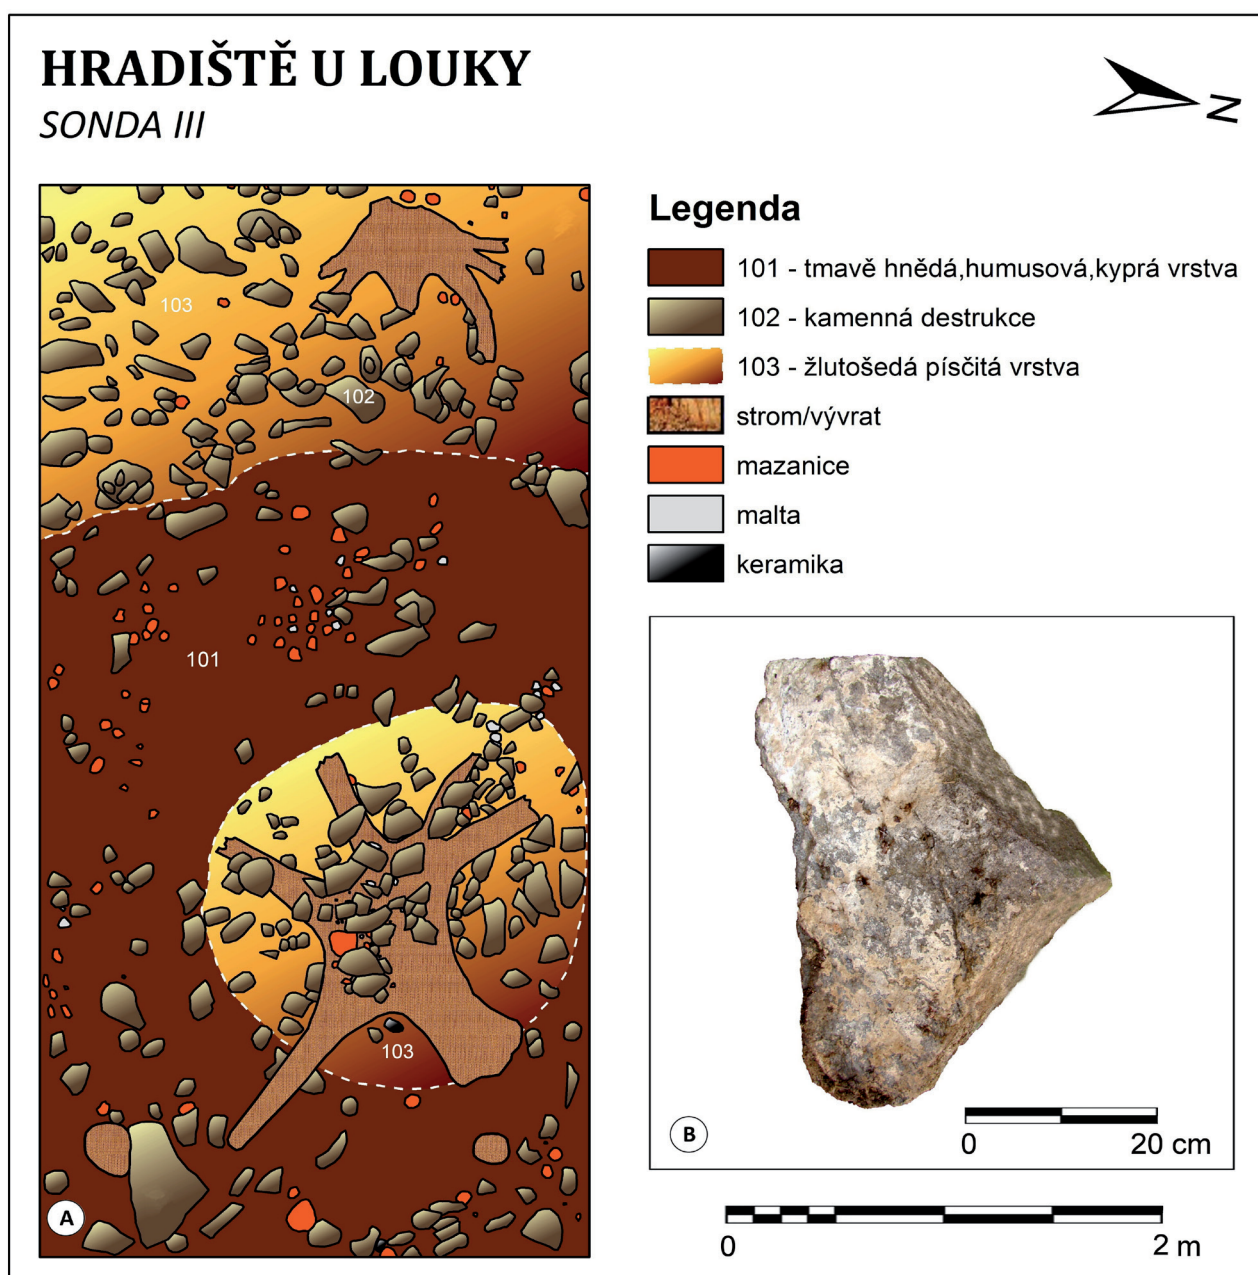 HRADIŠTĚ U LOUKY
SONDA III
N
103
102
101
103
A
Legenda
101 - tmavě hnědá,humusová,kyprá vrstva
102 - kamenná destrukce
103 - žlutošedá písčitá vrstva
strom/vývrat
mazanice
malta
keramika
B
0 20 cm
0 2 m